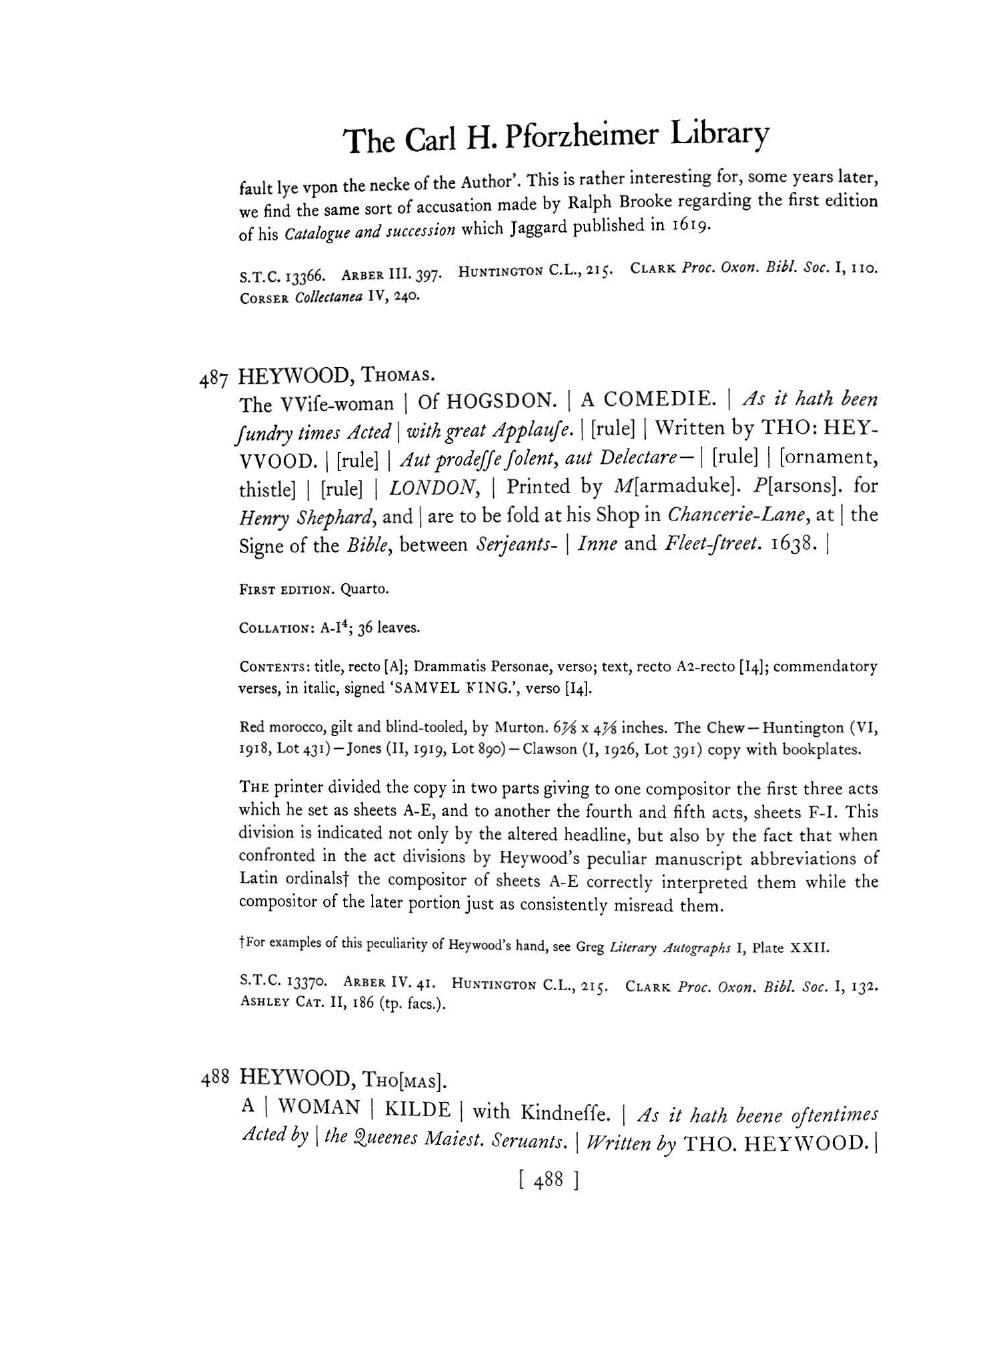 The Carl H. Pforzheimer Library
fault lye vpon the necke of the Author'. This is rather interesting for, some years later,
we find the same sort of accusation made by Ralph Brooke regarding the first edition
of his Catalogue and succession which Jaggard published in 1619.
S.T.C. 13366. ARBER III. 397. HUNTINGTON C.L., 215. CLARK Proc. Oxon. Bibl. Soc. I, 110.
CORSER Collectanea IV, 240.
487 HEYWOOD, THOMAS.
The VViſe-woman | Of HOGSDON. | A COMEDIE. | As it hath been
ſundry times Acted | with great Applauſe. | [rule] | Written by THO: HEY-
VVOOD. | [rule] | Aut prodeſſe ſolent, aut Delectare— | [rule] | [ornament,
thistle] | [rule] | LONDON, | Printed by M[armaduke]. P[arsons]. for
Henry Shephard, and | are to be ſold at his Shop in Chancerie-Lane, at | the
Signe of the Bible, between Serjeants- | Inne and Fleet-ſtreet. 1638. |
FIRST EDITION. Quarto.
COLLATION: A-I⁴; 36 leaves.
CONTENTS: title, recto [A]; Drammatis Personae, verso; text, recto A2-recto [I4]; commendatory
verses, in italic, signed 'SAMVEL KING.', verso [I4].
Red morocco, gilt and blind-tooled, by Murton. 6⅞ x 4⅞ inches. The Chew—Huntington (VI,
1918, Lot 431)—Jones (II, 1919, Lot 890)—Clawson (I, 1926, Lot 391) copy with bookplates.
THE printer divided the copy in two parts giving to one compositor the first three acts
which he set as sheets A-E, and to another the fourth and fifth acts, sheets F-I. This
division is indicated not only by the altered headline, but also by the fact that when
confronted in the act divisions by Heywood's peculiar manuscript abbreviations of
Latin ordinals† the compositor of sheets A-E correctly interpreted them while the
compositor of the later portion just as consistently misread them.
†For examples of this peculiarity of Heywood's hand, see Greg Literary Autographs I, Plate XXII.
S.T.C. 13370. ARBER IV. 41. HUNTINGTON C.L., 215. CLARK Proc. Oxon. Bibl. Soc. I, 132.
ASHLEY CAT. II, 186 (tp. facs.).
488 HEYWOOD, THO[MAS].
A | WOMAN | KILDE | with Kindneſſe. | As it hath beene oftentimes
Acted by | the Queenes Maiest. Seruants. | Written by THO. HEYWOOD. |
[ 488 ]